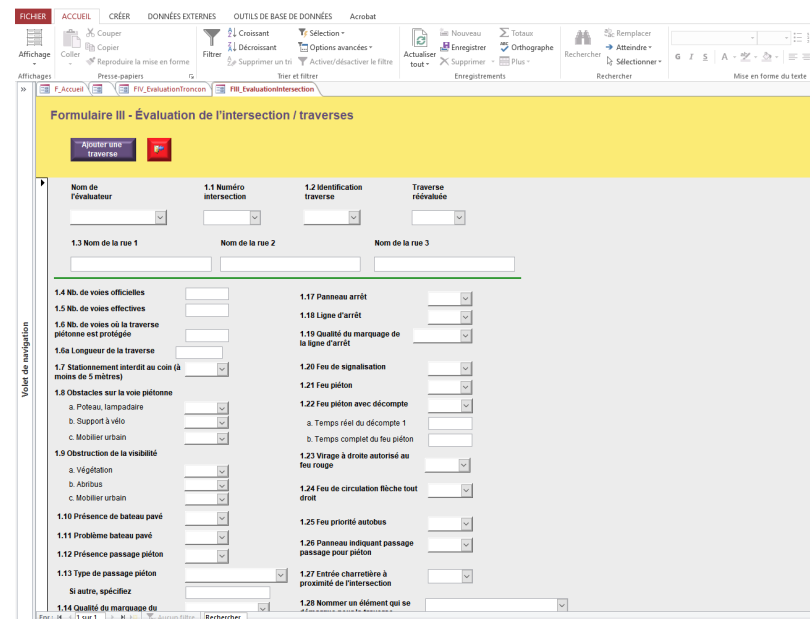 FICHIER ACCUEIL CRÉER DONNÉES EXTERNES OUTILS DE BASE DE DONNÉES Acrobat
Affichage
Coller
Couper
Copier
Reproduire la mise en forme
Filtrer
Croissant
Décroissant
Supprimer un tri
Sélection
Options avancées
Activer/désactiver le filtre
Actualiser tout
Nouveau
Enregistrer
Supprimer
Totaux
Orthographe
Plus
Rechercher
Remplacer
Atteindre
Sélectionner
G I S A
Affichages Presse-papiers Trier et filtrer Enregistrements Rechercher Mise en forme du texte
» F_Accueil FIV_EvaluationTroncon FIII_EvaluationIntersection
Formulaire III - Évaluation de l'intersection / traverses
Ajouter une
traverse
Nom de
l'évaluateur
1.1 Numéro
intersection
1.2 Identification
traverse
Traverse
réévaluée
1.3 Nom de la rue 1 Nom de la rue 2 Nom de la rue 3
Volet de navigation
1.4 Nb. de voies officielles
1.5 Nb. de voies effectives
1.6 Nb. de voies où la traverse
piétonne est protégée
1.6a Longueur de la traverse
1.7 Stationnement interdit au coin (à
moins de 5 mètres)
1.8 Obstacles sur la voie piétonne
a. Poteau, lampadaire
b. Support à vélo
c. Mobilier urbain
1.9 Obstruction de la visibilité
a. Végétation
b. Abribus
c. Mobilier urbain
1.10 Présence de bateau pavé
1.11 Problème bateau pavé
1.12 Présence passage piéton
1.13 Type de passage piéton
Si autre, spécifiez
1.14 Qualité du marquage du
1.17 Panneau arrêt
1.18 Ligne d'arrêt
1.19 Qualité du marquage de
la ligne d'arrêt
1.20 Feu de signalisation
1.21 Feu piéton
1.22 Feu piéton avec décompte
a. Temps réel du décompte 1
b. Temps complet du feu piéton
1.23 Virage à droite autorisé au
feu rouge
1.24 Feu de circulation flèche tout
droit
1.25 Feu priorité autobus
1.26 Panneau indiquant passage
passage pour piéton
1.27 Entrée charretière à
proximité de l'intersection
1.28 Nommer un élément qui se
démarque pour la traverse
Enr : 1 sur 1 Aucun filtre Rechercher